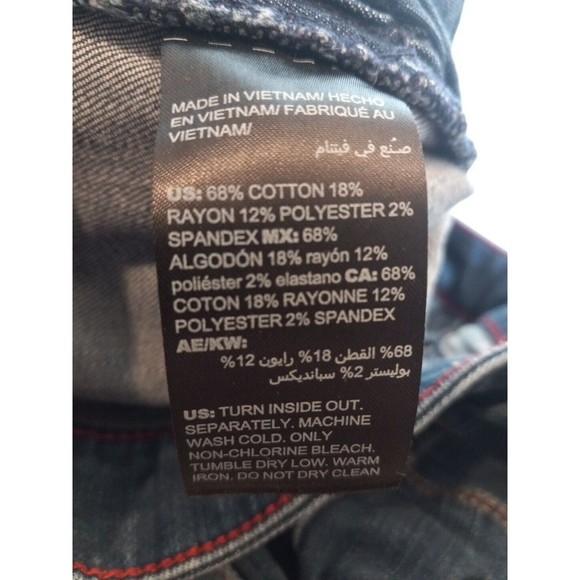 MADE IN VIETNAM/ HECHO
EN VIETNAM/ FABRIQUÉ AU
VIETNAM/
صنع في فيتنام
US: 68% COTTON 18%
RAYON 12% POLYESTER 2%
SPANDEX MX: 68%
ALGODÓN 18% rayón 12%
poliéster 2% elastano CA: 68%
COTON 18% RAYONNE 12%
POLYESTER 2% SPANDEX
AE/KW:
68% القطن 18% رايون 12%
بوليستر 2% سبانديكس
US: TURN INSIDE OUT.
SEPARATELY. MACHINE
WASH COLD. ONLY
NON-CHLORINE BLEACH.
TUMBLE DRY LOW. WARM
IRON. DO NOT DRY CLEAN